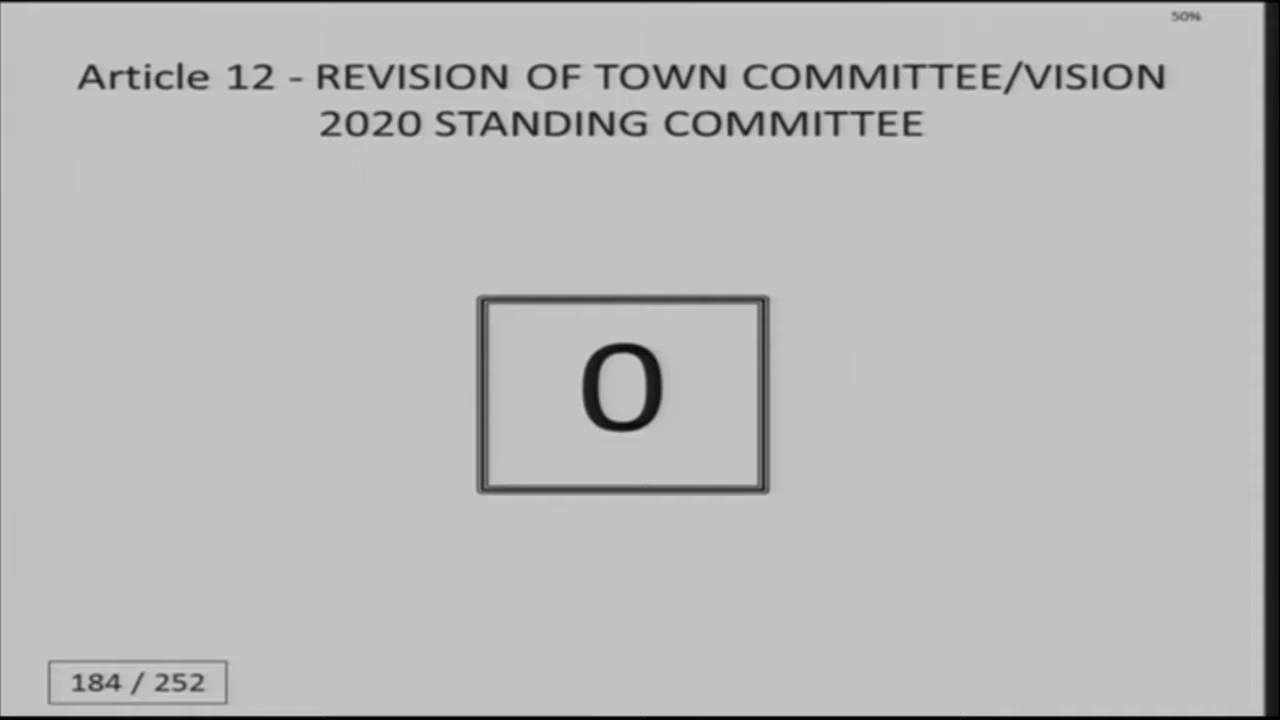 50%
Article 12 - REVISION OF TOWN COMMITTEE/VISION
2020 STANDING COMMITTEE
0
184 / 252